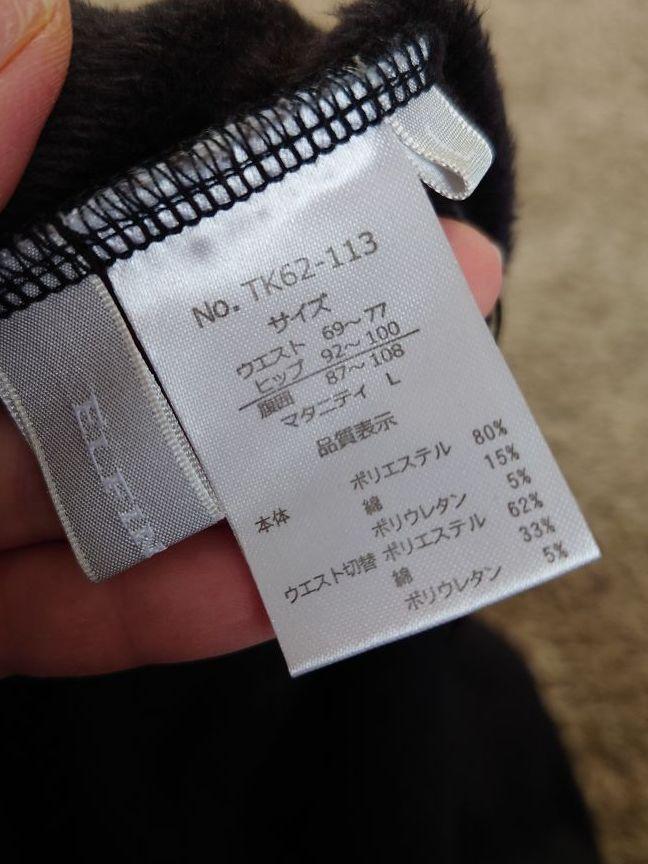 No. TK62-113
サイズ
ウエスト 69～77
ヒップ 92～100
腹囲 87～108
マタニティ L
品質表示
本体 ポリエステル 80%
綿 15%
ポリウレタン 5%
ウエスト切替 ポリエステル 62%
綿 33%
ポリウレタン 5%